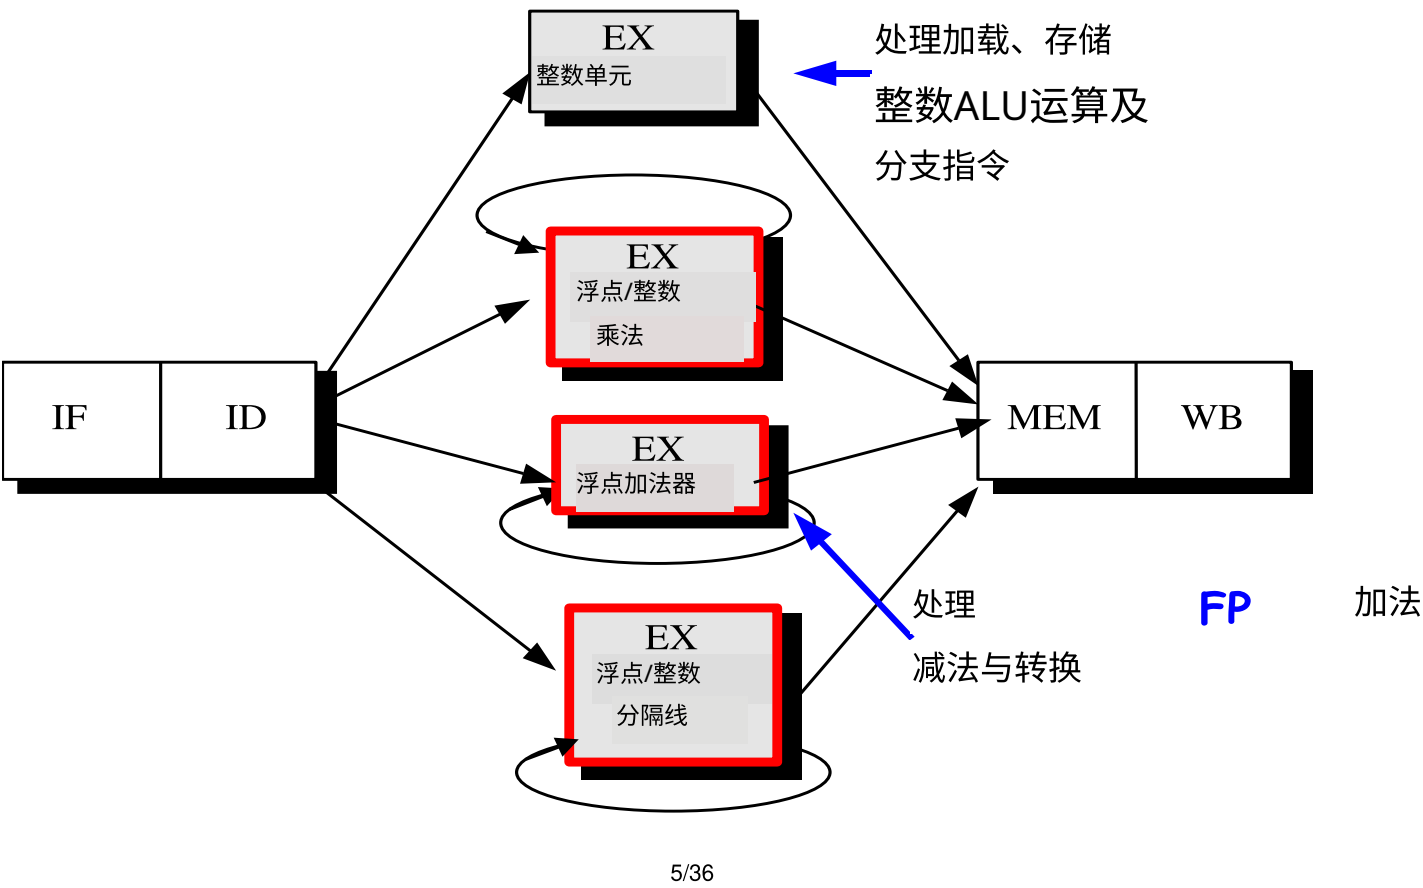 EX
整数单元
处理加载、存储
整数ALU运算及
分支指令
EX
浮点/整数
乘法
IF
ID
EX
浮点加法器
MEM
WB
处理 FP 加法
减法与转换
EX
浮点/整数
分隔线
5/36